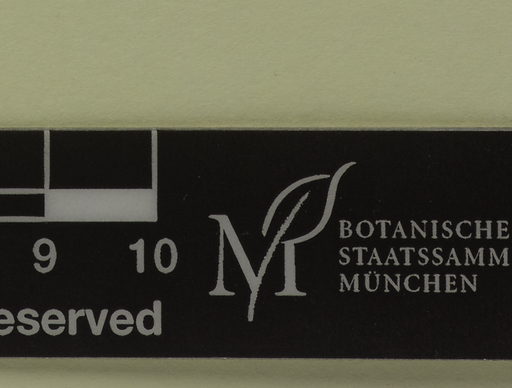 9 10
eserved
BOTANISCHE
STAATSSAMM
MÜNCHEN